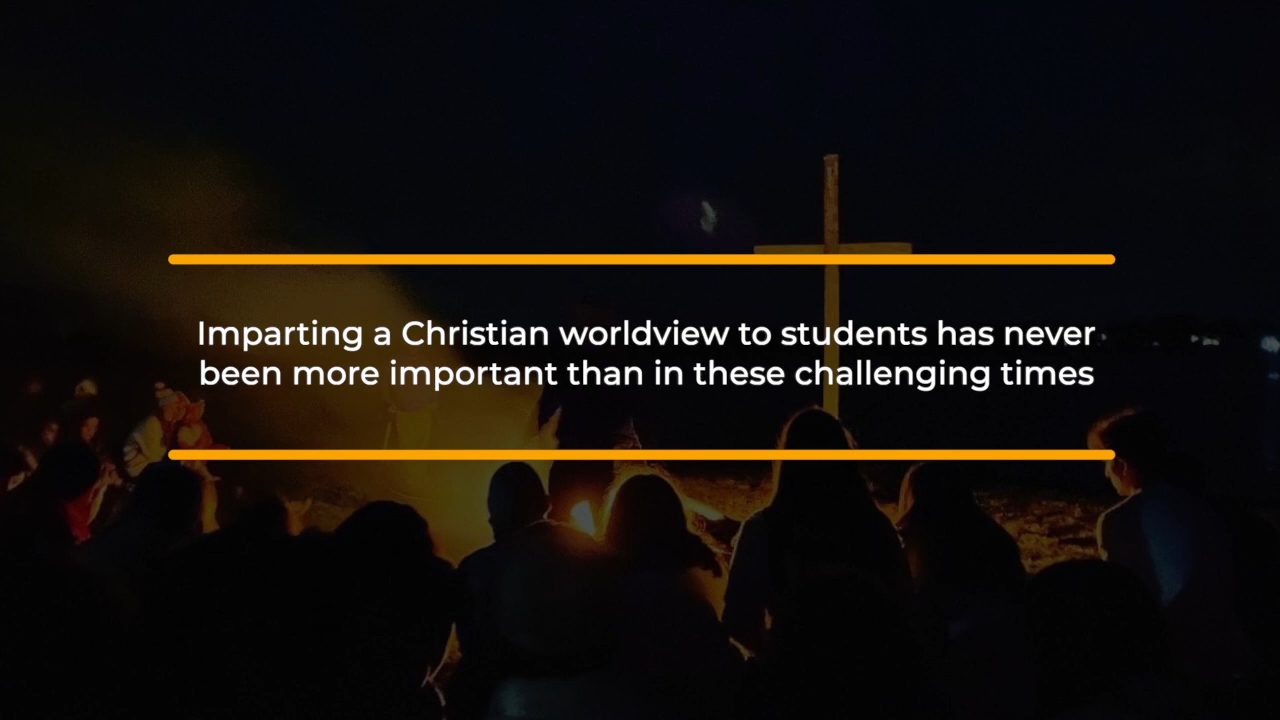 Imparting a Christian worldview to students has never
been more important than in these challenging times